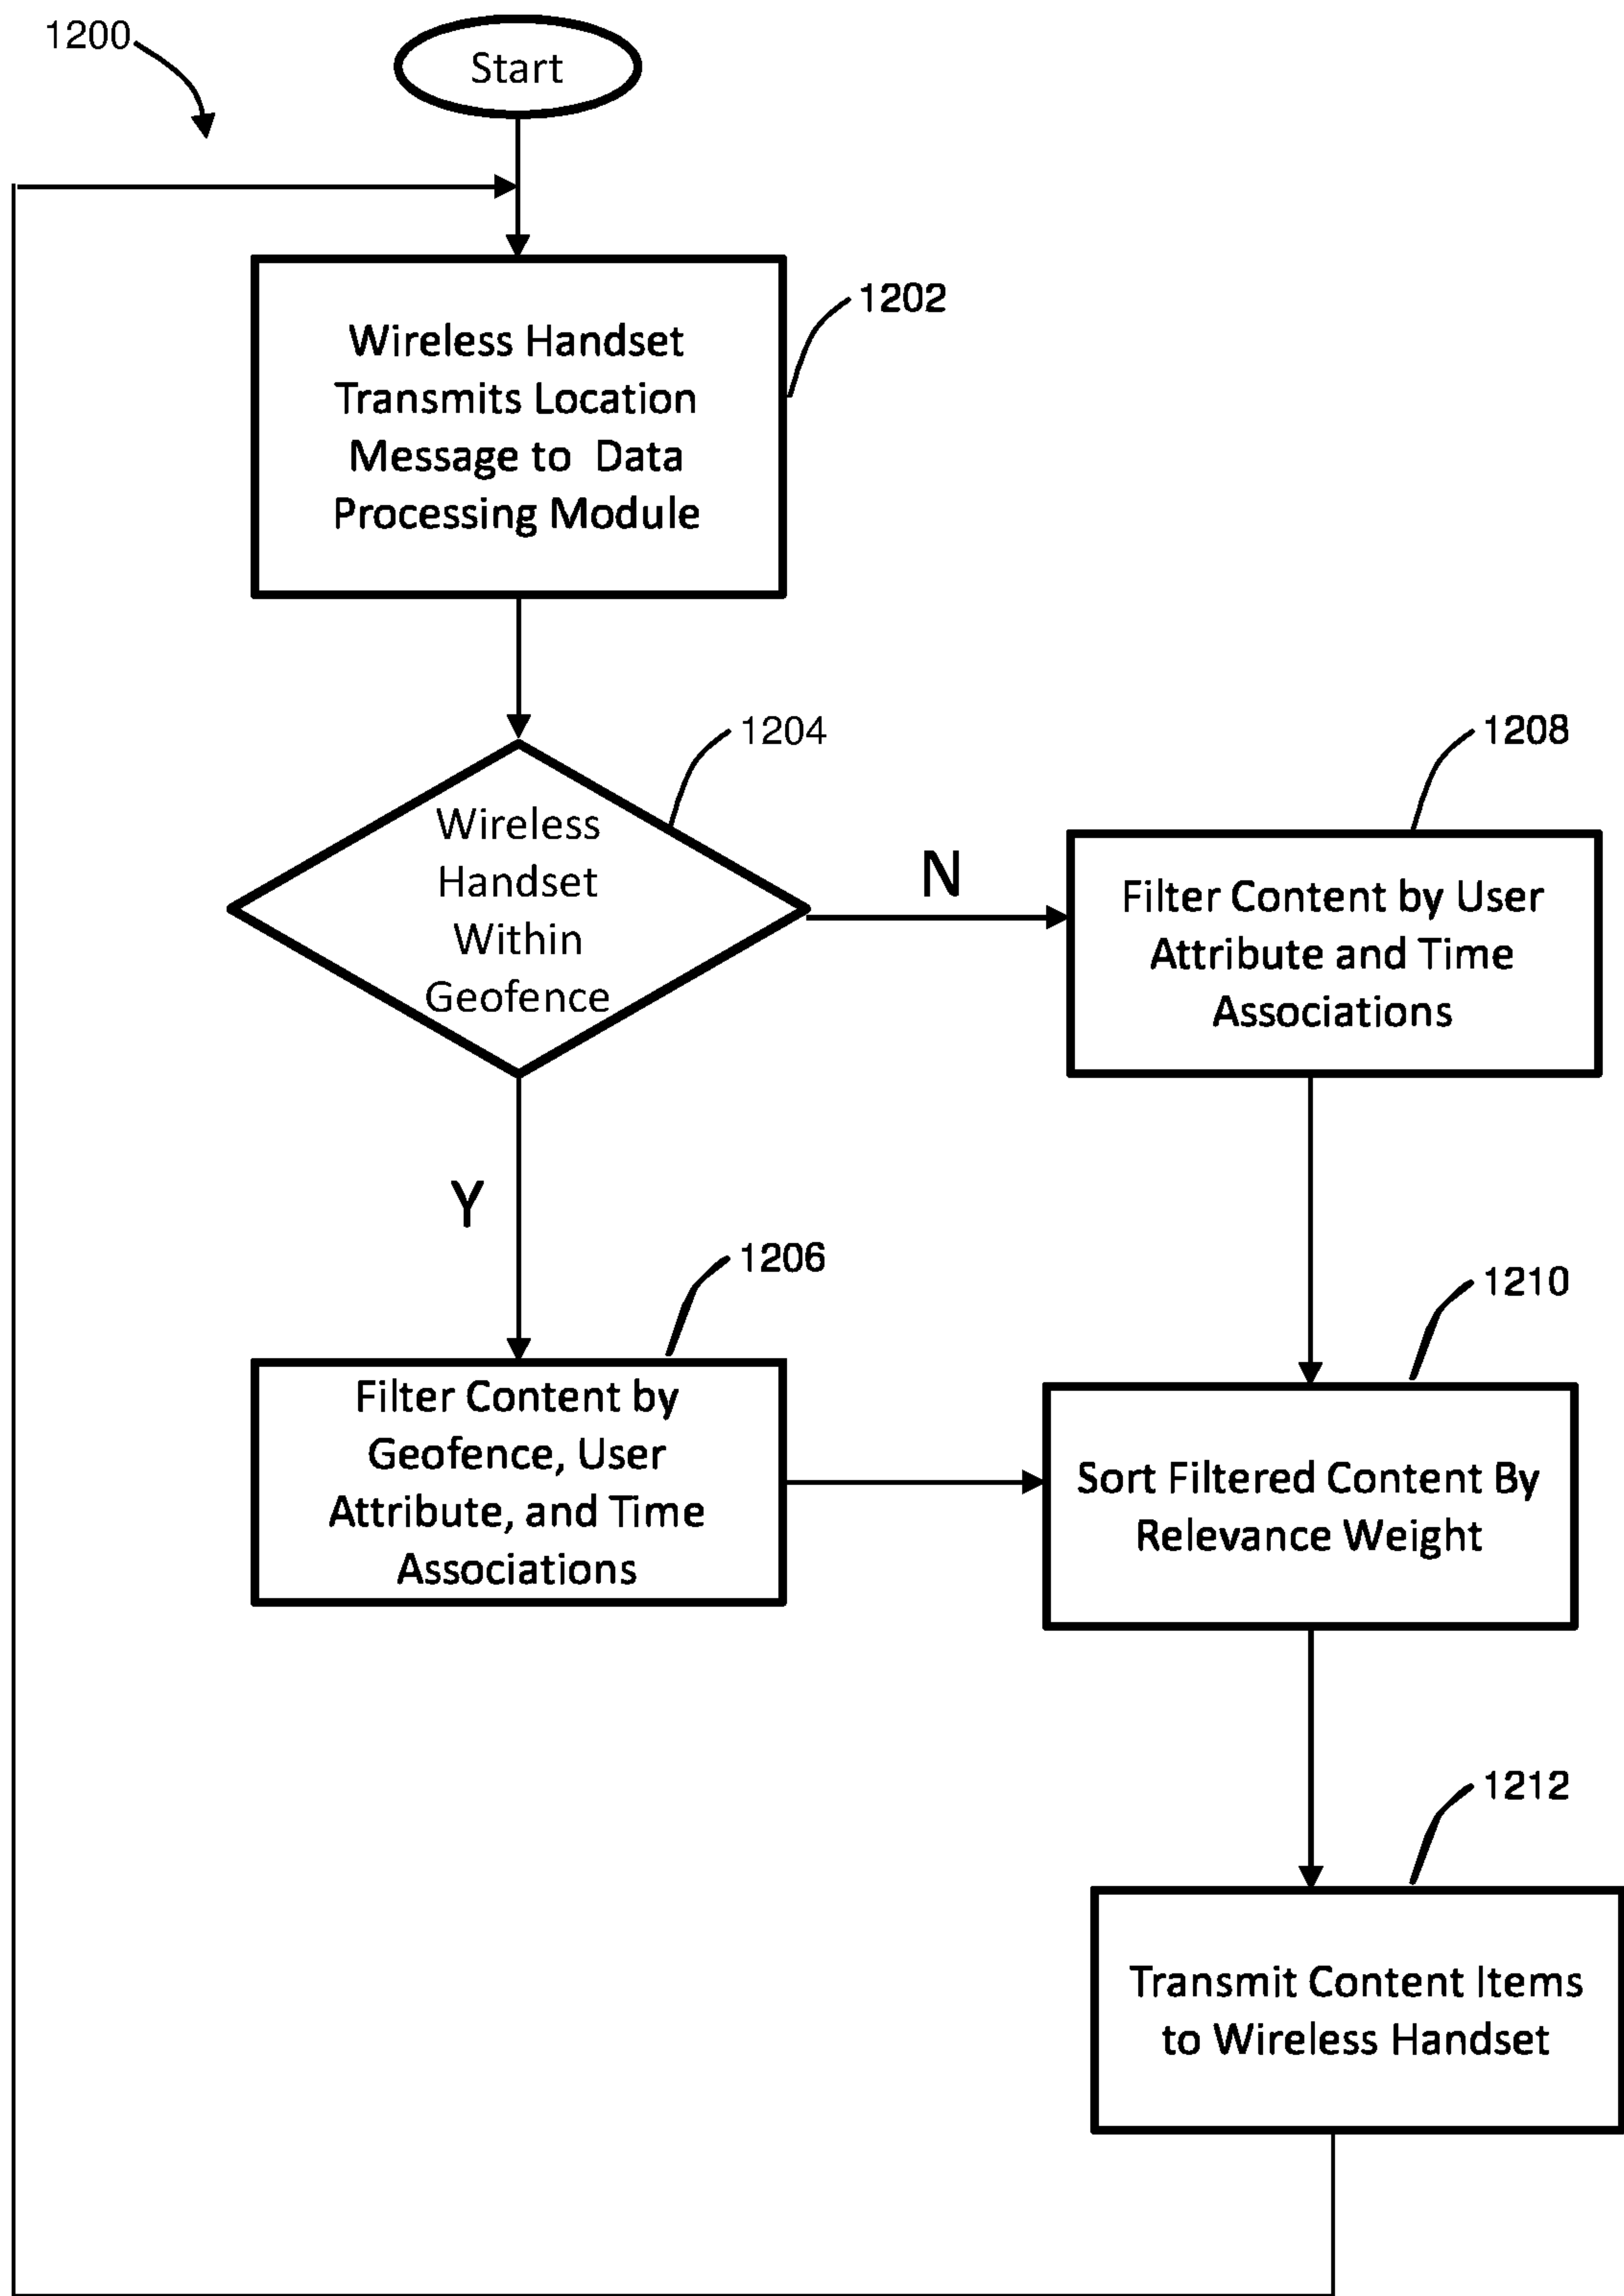 1200
Start
Wireless Handset
Transmits Location
Message to Data
Processing Module
1202
Wireless
Handset
Within
Geofence
1204
N
Filter Content by User
Attribute and Time
Associations
1208
Y
Filter Content by
Geofence, User
Attribute, and Time
Associations
1206
Sort Filtered Content By
Relevance Weight
1210
Transmit Content Items
to Wireless Handset
1212